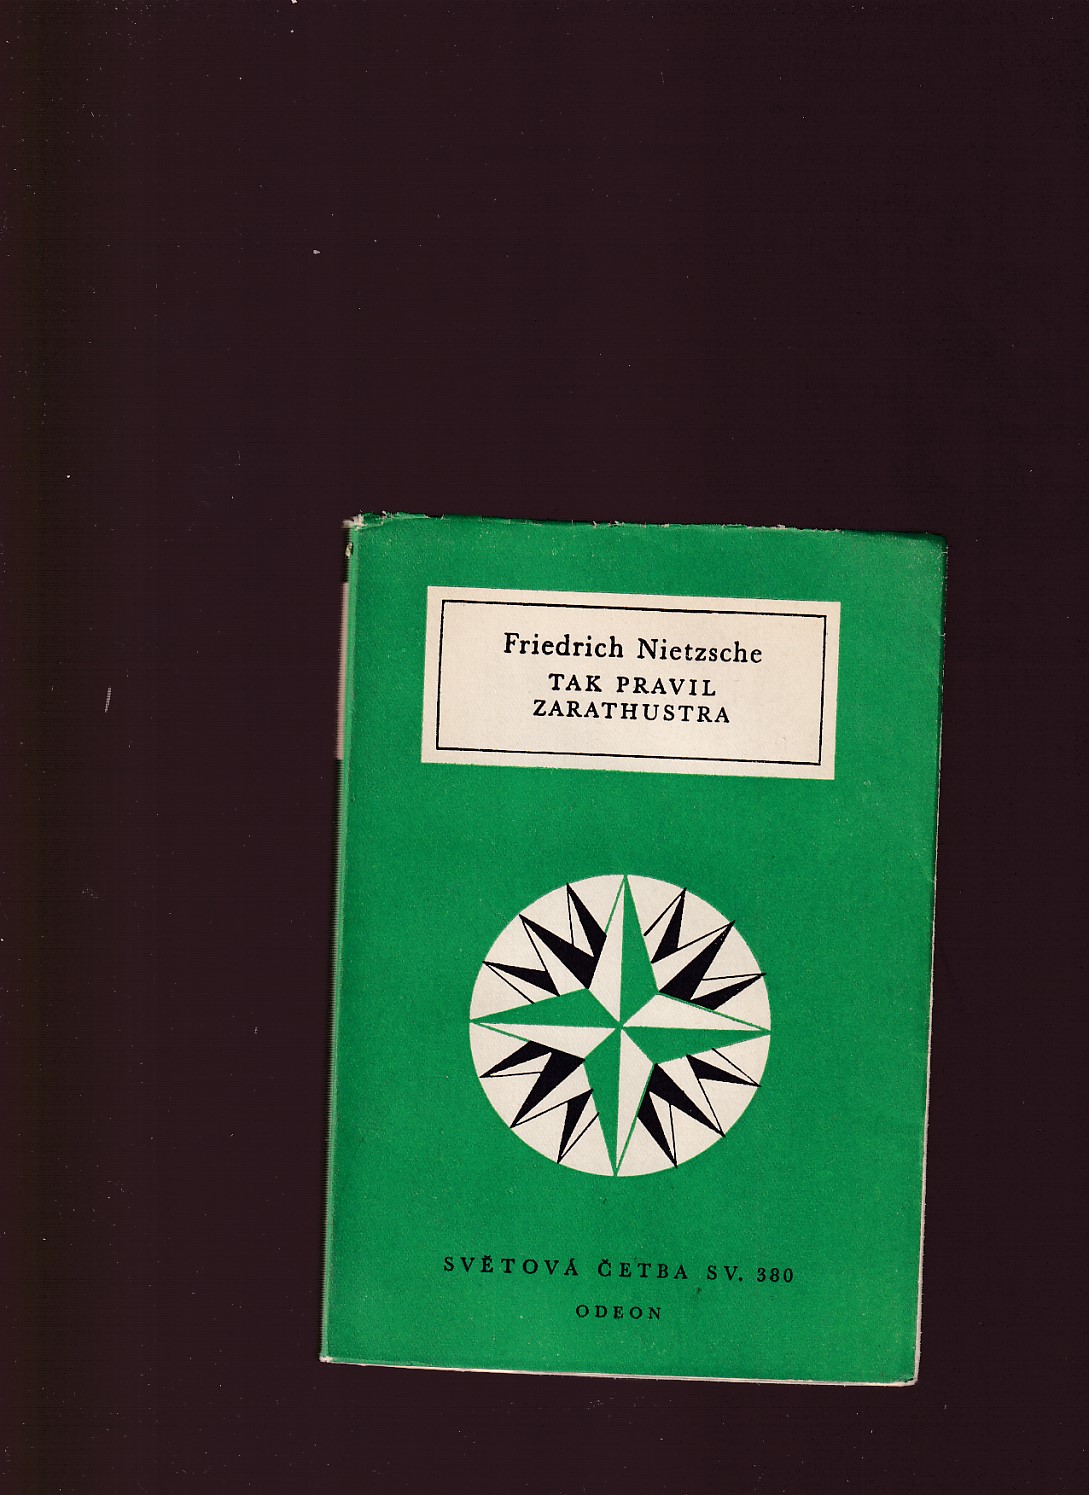 Friedrich Nietzsche
TAK PRAVIL
ZARATHUSTRA
SVĚTOVÁ ČETBA SV. 380
ODEON